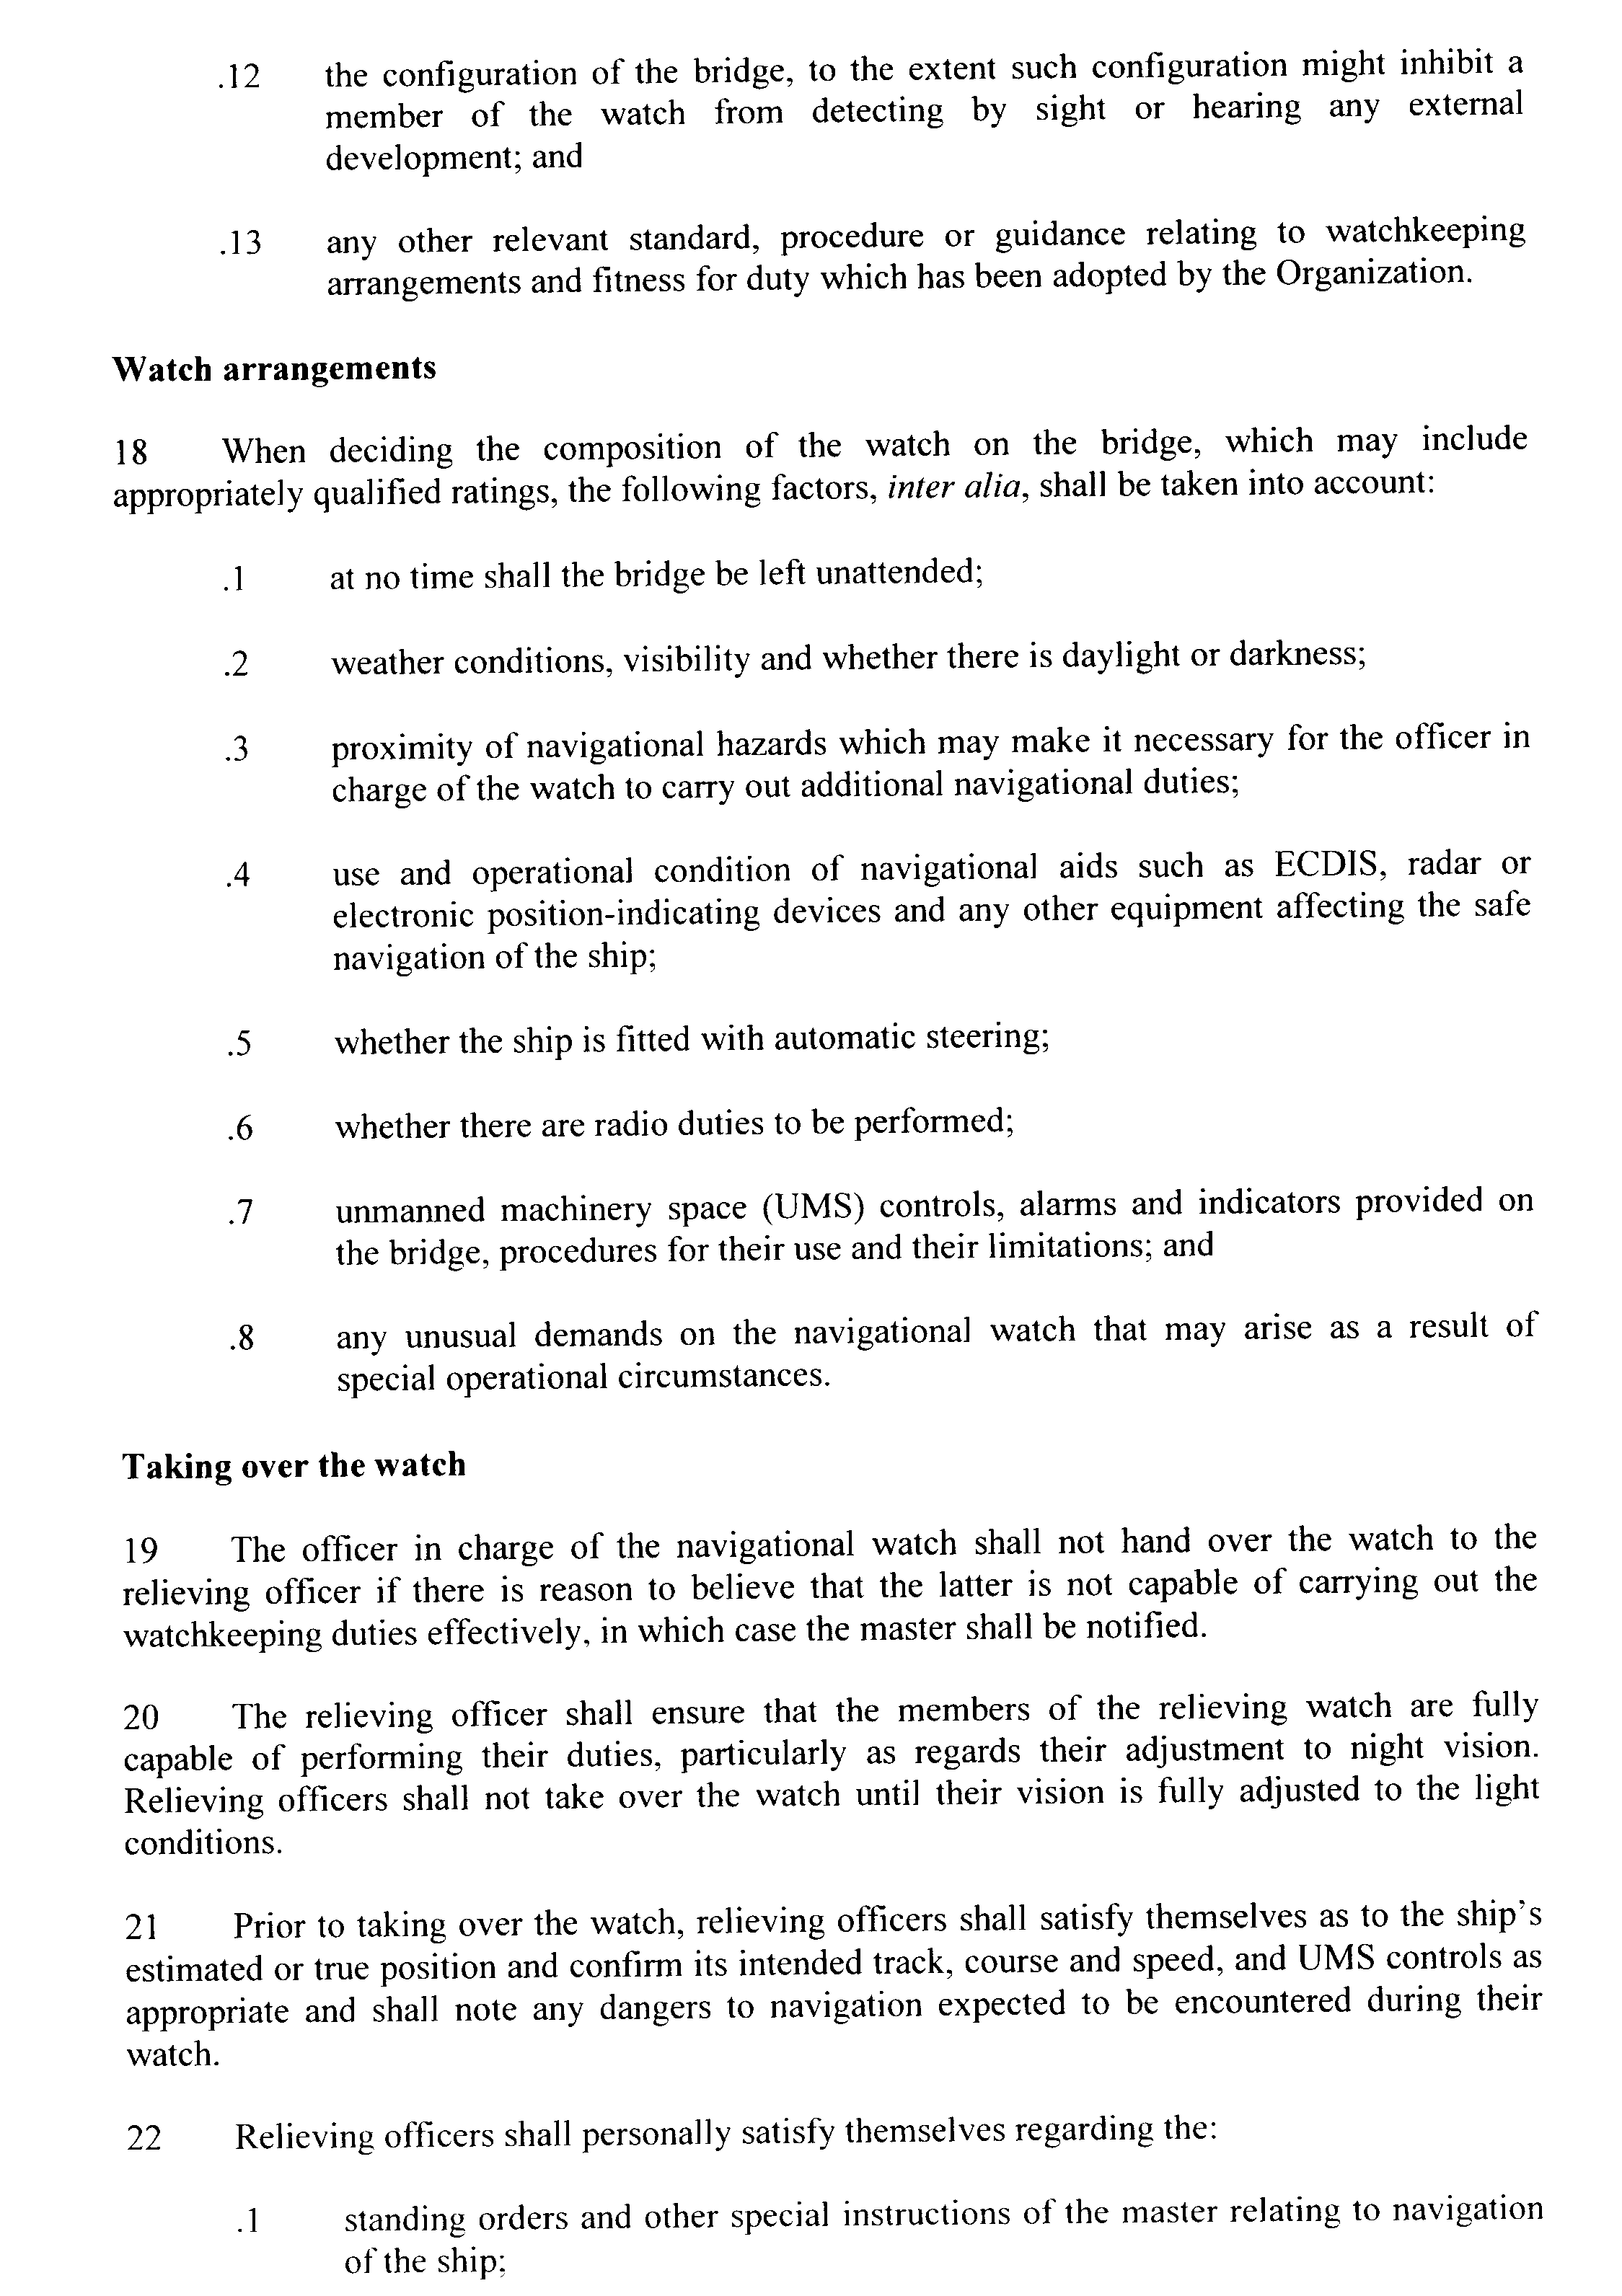 .12 the configuration of the bridge, to the extent such configuration might inhibit a
member of the watch from detecting by sight or hearing any external
development; and
.13 any other relevant standard, procedure or guidance relating to watchkeeping
arrangements and fitness for duty which has been adopted by the Organization.
Watch arrangements
18 When deciding the composition of the watch on the bridge, which may include
appropriately qualified ratings, the following factors, inter alia, shall be taken into account:
.1 at no time shall the bridge be left unattended;
.2 weather conditions, visibility and whether there is daylight or darkness;
.3 proximity of navigational hazards which may make it necessary for the officer in
charge of the watch to carry out additional navigational duties;
.4 use and operational condition of navigational aids such as ECDIS, radar or
electronic position-indicating devices and any other equipment affecting the safe
navigation of the ship;
.5 whether the ship is fitted with automatic steering;
.6 whether there are radio duties to be performed;
.7 unmanned machinery space (UMS) controls, alarms and indicators provided on
the bridge, procedures for their use and their limitations; and
.8 any unusual demands on the navigational watch that may arise as a result of
special operational circumstances.
Taking over the watch
19 The officer in charge of the navigational watch shall not hand over the watch to the
relieving officer if there is reason to believe that the latter is not capable of carrying out the
watchkeeping duties effectively, in which case the master shall be notified.
20 The relieving officer shall ensure that the members of the relieving watch are fully
capable of performing their duties, particularly as regards their adjustment to night vision.
Relieving officers shall not take over the watch until their vision is fully adjusted to the light
conditions.
21 Prior to taking over the watch, relieving officers shall satisfy themselves as to the ship's
estimated or true position and confirm its intended track, course and speed, and UMS controls as
appropriate and shall note any dangers to navigation expected to be encountered during their
watch.
22 Relieving officers shall personally satisfy themselves regarding the:
.1 standing orders and other special instructions of the master relating to navigation
of the ship;